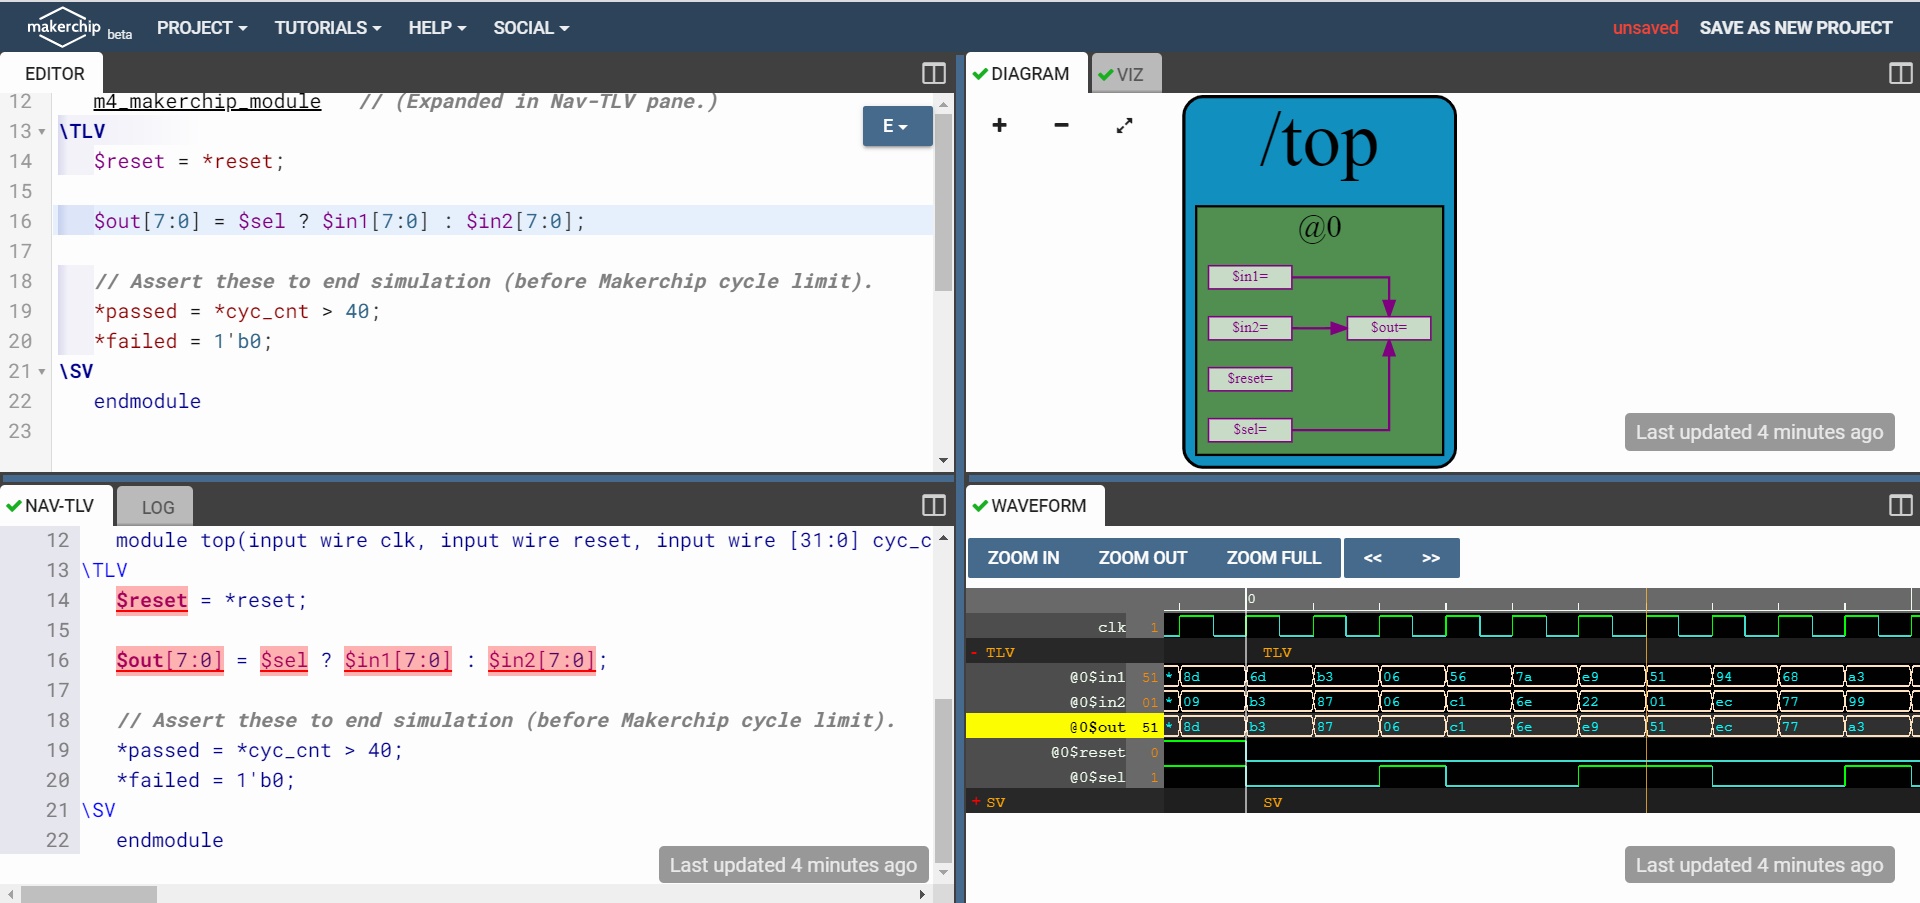 makerchip beta PROJECT TUTORIALS HELP SOCIAL unsaved SAVE AS NEW PROJECT
EDITOR
12 m4_makerchip_module // (Expanded in Nav-TLV pane.)
E
13 \TLV
14 $reset = *reset;
15
16 $out[7:0] = $sel ? $in1[7:0] : $in2[7:0];
17
18 // Assert these to end simulation (before Makerchip cycle limit).
19 *passed = *cyc_cnt > 40;
20 *failed = 1'b0;
21 \SV
22 endmodule
23
DIAGRAM VIZ
+ −
/top
@0
$in1=
$in2= $out=
$reset=
$sel=
Last updated 4 minutes ago
NAV-TLV LOG
12 module top(input wire clk, input wire reset, input wire [31:0] cyc_c
13 \TLV
14 $reset = *reset;
15
16 $out[7:0] = $sel ? $in1[7:0] : $in2[7:0];
17
18 // Assert these to end simulation (before Makerchip cycle limit).
19 *passed = *cyc_cnt > 40;
20 *failed = 1'b0;
21 \SV
22 endmodule
Last updated 4 minutes ago
WAVEFORM
ZOOM IN ZOOM OUT ZOOM FULL << >>
0
clk 1
- TLV TLV
@0$in1 51 * 8d 6d b3 06 56 7a e9 51 94 68 a3
@0$in2 01 * 09 b3 87 06 c1 6e 22 01 ec 77 99
@0$out 51 * 8d b3 87 06 c1 6e e9 51 ec 77 a3
@0$reset 0
@0$sel 1
+ SV SV
Last updated 4 minutes ago